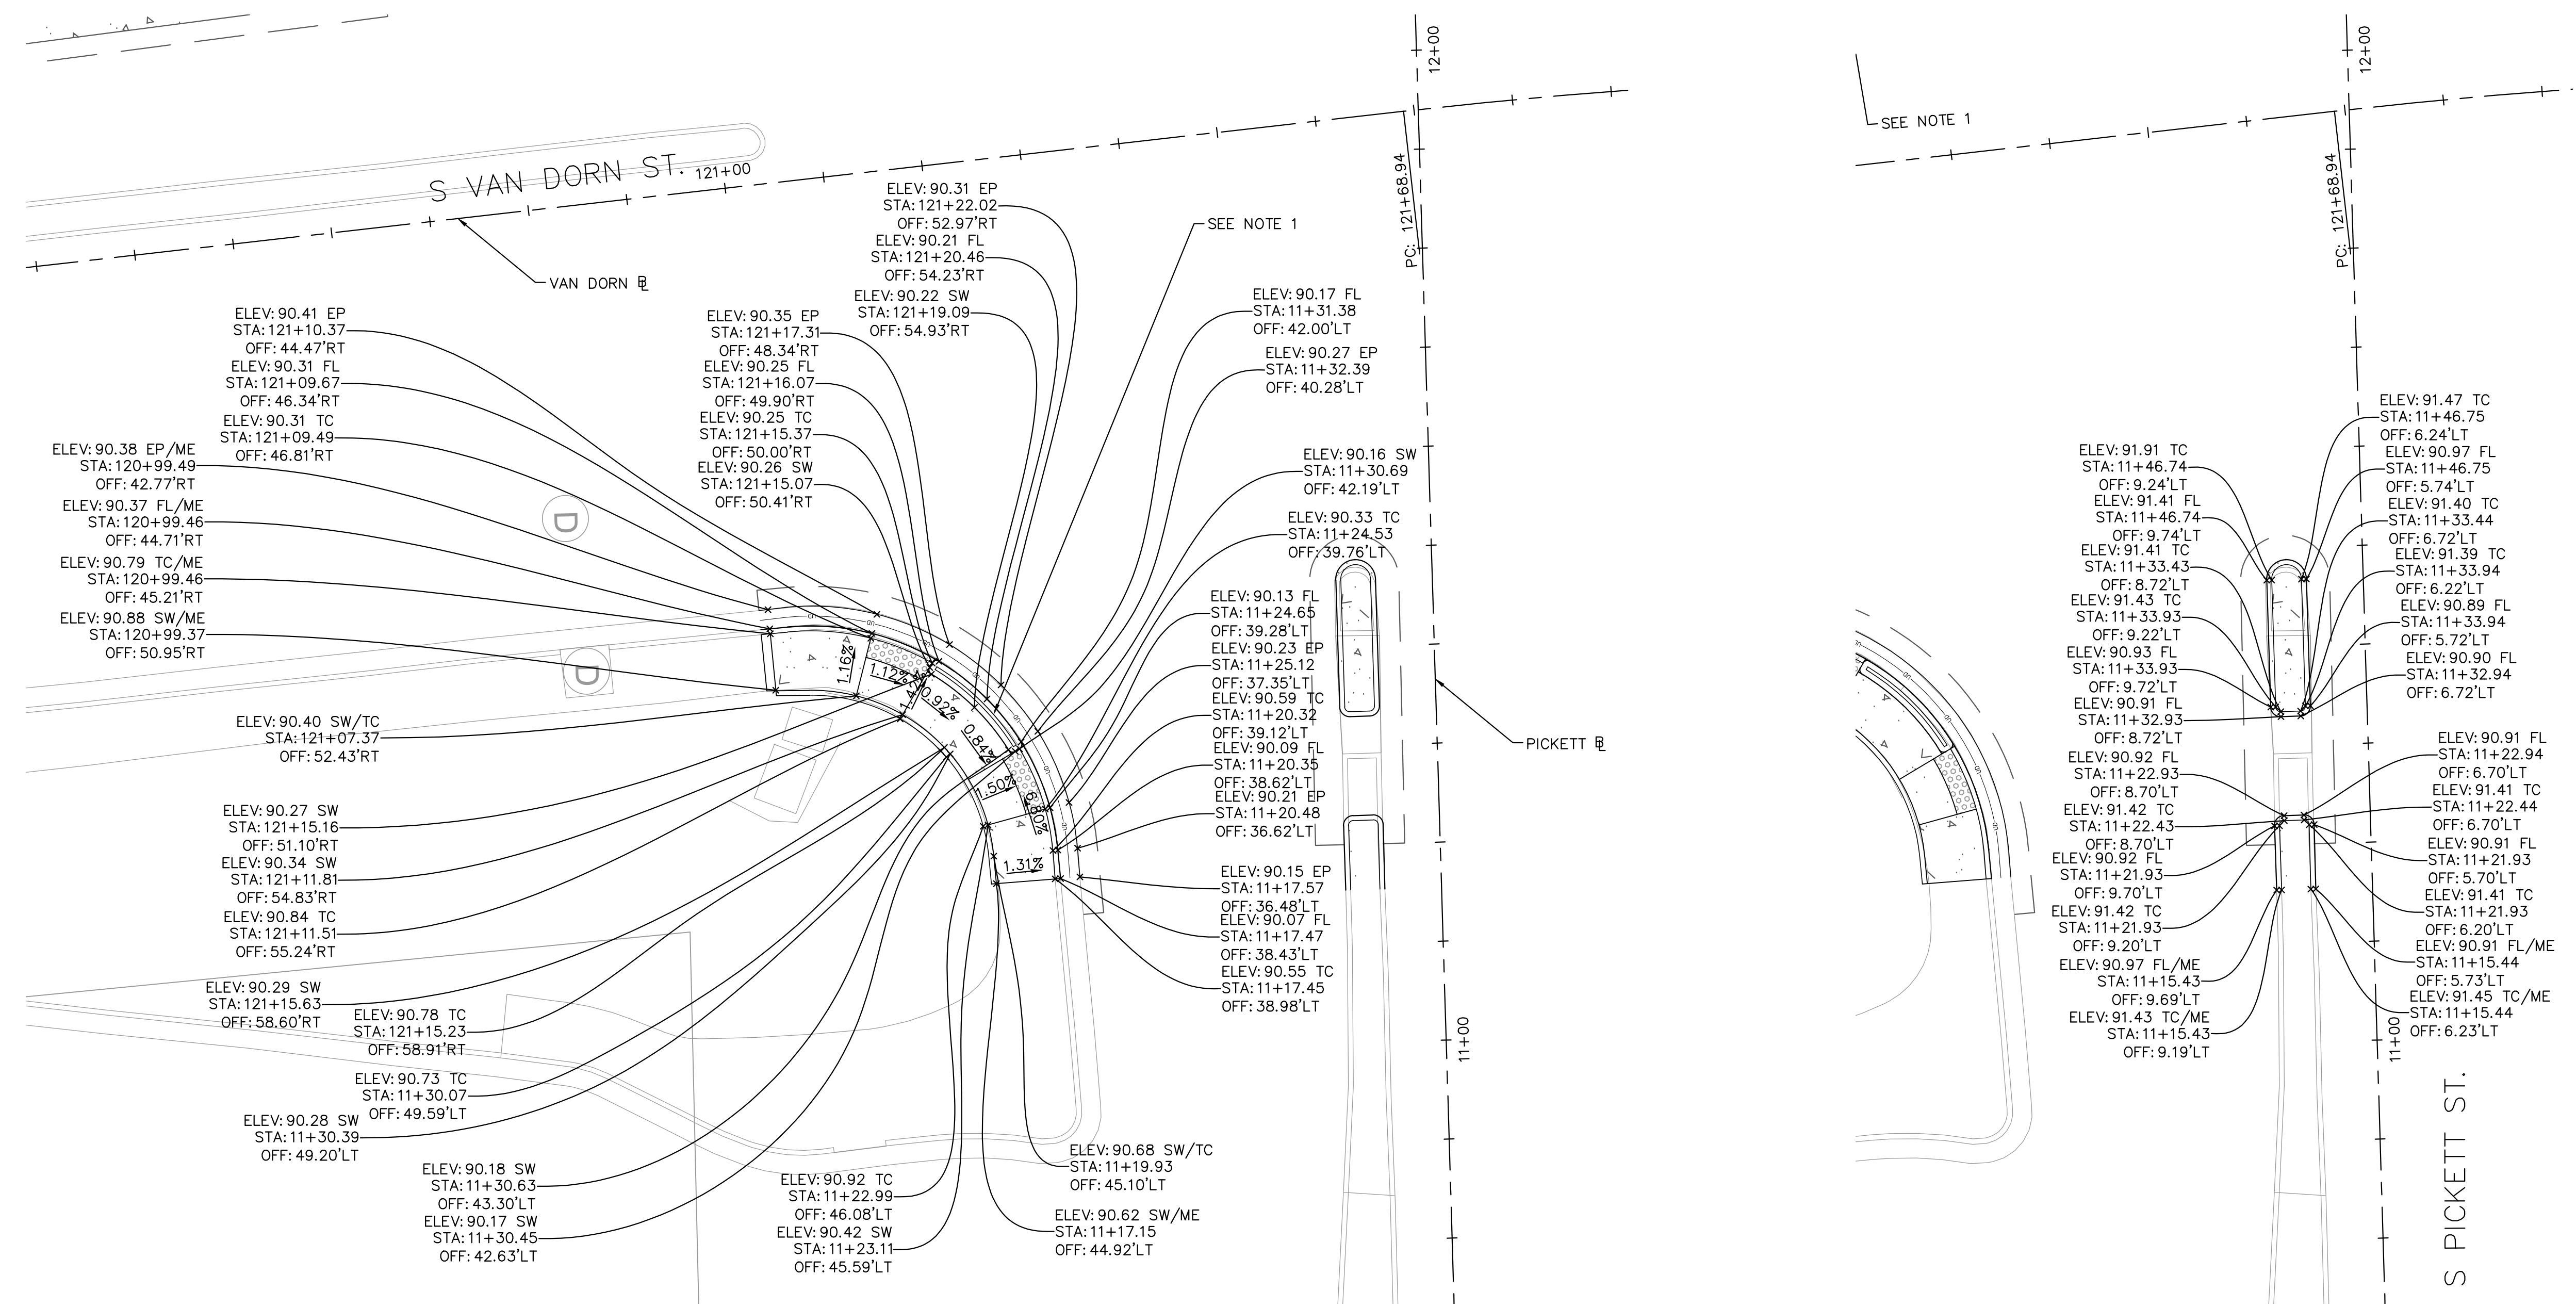 S VAN DORN ST.
121+00
VAN DORN BL
12+00
PC: 121+68.94
SEE NOTE 1
ELEV: 90.31 EP
STA: 121+22.02
OFF: 52.97'RT
ELEV: 90.21 FL
STA: 121+20.46
OFF: 54.23'RT
ELEV: 90.22 SW
STA: 121+19.09
OFF: 54.93'RT
ELEV: 90.41 EP
STA: 121+10.37
OFF: 44.47'RT
ELEV: 90.31 FL
STA: 121+09.67
OFF: 46.34'RT
ELEV: 90.31 TC
STA: 121+09.49
OFF: 46.81'RT
ELEV: 90.38 EP/ME
STA: 120+99.49
OFF: 42.77'RT
ELEV: 90.37 FL/ME
STA: 120+99.46
OFF: 44.71'RT
ELEV: 90.79 TC/ME
STA: 120+99.46
OFF: 45.21'RT
ELEV: 90.88 SW/ME
STA: 120+99.37
OFF: 50.95'RT
ELEV: 90.35 EP
STA: 121+17.31
OFF: 48.34'RT
ELEV: 90.25 FL
STA: 121+16.07
OFF: 49.90'RT
ELEV: 90.25 TC
STA: 121+15.37
OFF: 50.00'RT
ELEV: 90.26 SW
STA: 121+15.07
OFF: 50.41'RT
D
D
ELEV: 90.40 SW/TC
STA: 121+07.37
OFF: 52.43'RT
ELEV: 90.27 SW
STA: 121+15.16
OFF: 51.10'RT
ELEV: 90.34 SW
STA: 121+11.81
OFF: 54.83'RT
ELEV: 90.84 TC
STA: 121+11.51
OFF: 55.24'RT
ELEV: 90.29 SW
STA: 121+15.63
OFF: 58.60'RT
ELEV: 90.78 TC
STA: 121+15.23
OFF: 58.91'RT
ELEV: 90.73 TC
STA: 11+30.07
OFF: 49.59'LT
ELEV: 90.28 SW
STA: 11+30.39
OFF: 49.20'LT
ELEV: 90.18 SW
STA: 11+30.63
OFF: 43.30'LT
ELEV: 90.17 SW
STA: 11+30.45
OFF: 42.63'LT
ELEV: 90.92 TC
STA: 11+22.99
OFF: 46.08'LT
ELEV: 90.42 SW
STA: 11+23.11
OFF: 45.59'LT
ELEV: 90.68 SW/TC
STA: 11+19.93
OFF: 45.10'LT
ELEV: 90.62 SW/ME
STA: 11+17.15
OFF: 44.92'LT
1.16%
1.12%
0.92%
0.84%
1.50%
6.80%
1.31%
ELEV: 90.17 FL
STA: 11+31.38
OFF: 42.00'LT
ELEV: 90.27 EP
STA: 11+32.39
OFF: 40.28'LT
ELEV: 90.16 SW
STA: 11+30.69
OFF: 42.19'LT
ELEV: 90.33 TC
STA: 11+24.53
OFF: 39.76'LT
ELEV: 90.13 FL
STA: 11+24.65
OFF: 39.28'LT
ELEV: 90.23 EP
STA: 11+25.12
OFF: 37.35'LT
ELEV: 90.59 TC
STA: 11+20.32
OFF: 39.12'LT
ELEV: 90.09 FL
STA: 11+20.35
OFF: 38.62'LT
ELEV: 90.21 EP
STA: 11+20.48
OFF: 36.62'LT
ELEV: 90.15 EP
STA: 11+17.57
OFF: 36.48'LT
ELEV: 90.07 FL
STA: 11+17.47
OFF: 38.43'LT
ELEV: 90.55 TC
STA: 11+17.45
OFF: 38.98'LT
PICKETT BL
11+00
SEE NOTE 1
12+00
PC: 121+68.94
ELEV: 91.91 TC
STA: 11+46.74
OFF: 9.24'LT
ELEV: 91.41 FL
STA: 11+46.74
OFF: 9.74'LT
ELEV: 91.41 TC
STA: 11+33.43
OFF: 8.72'LT
ELEV: 91.43 TC
STA: 11+33.93
OFF: 9.22'LT
ELEV: 90.93 FL
STA: 11+33.93
OFF: 9.72'LT
ELEV: 90.91 FL
STA: 11+32.93
OFF: 8.72'LT
ELEV: 90.92 FL
STA: 11+22.93
OFF: 8.70'LT
ELEV: 91.42 TC
STA: 11+22.43
OFF: 8.70'LT
ELEV: 90.92 FL
STA: 11+21.93
OFF: 9.70'LT
ELEV: 91.42 TC
STA: 11+21.93
OFF: 9.20'LT
ELEV: 90.97 FL/ME
STA: 11+15.43
OFF: 9.69'LT
ELEV: 91.43 TC/ME
STA: 11+15.43
OFF: 9.19'LT
ELEV: 91.47 TC
STA: 11+46.75
OFF: 6.24'LT
ELEV: 90.97 FL
STA: 11+46.75
OFF: 5.74'LT
ELEV: 91.40 TC
STA: 11+33.44
OFF: 6.72'LT
ELEV: 91.39 TC
STA: 11+33.94
OFF: 6.22'LT
ELEV: 90.89 FL
STA: 11+33.94
OFF: 5.72'LT
ELEV: 90.90 FL
STA: 11+32.94
OFF: 6.72'LT
ELEV: 90.91 FL
STA: 11+22.94
OFF: 6.70'LT
ELEV: 91.41 TC
STA: 11+22.44
OFF: 6.70'LT
ELEV: 90.91 FL
STA: 11+21.93
OFF: 5.70'LT
ELEV: 91.41 TC
STA: 11+21.93
OFF: 6.20'LT
ELEV: 90.91 FL/ME
STA: 11+15.44
OFF: 5.73'LT
ELEV: 91.45 TC/ME
STA: 11+15.44
OFF: 6.23'LT
11+00
S PICKETT ST.